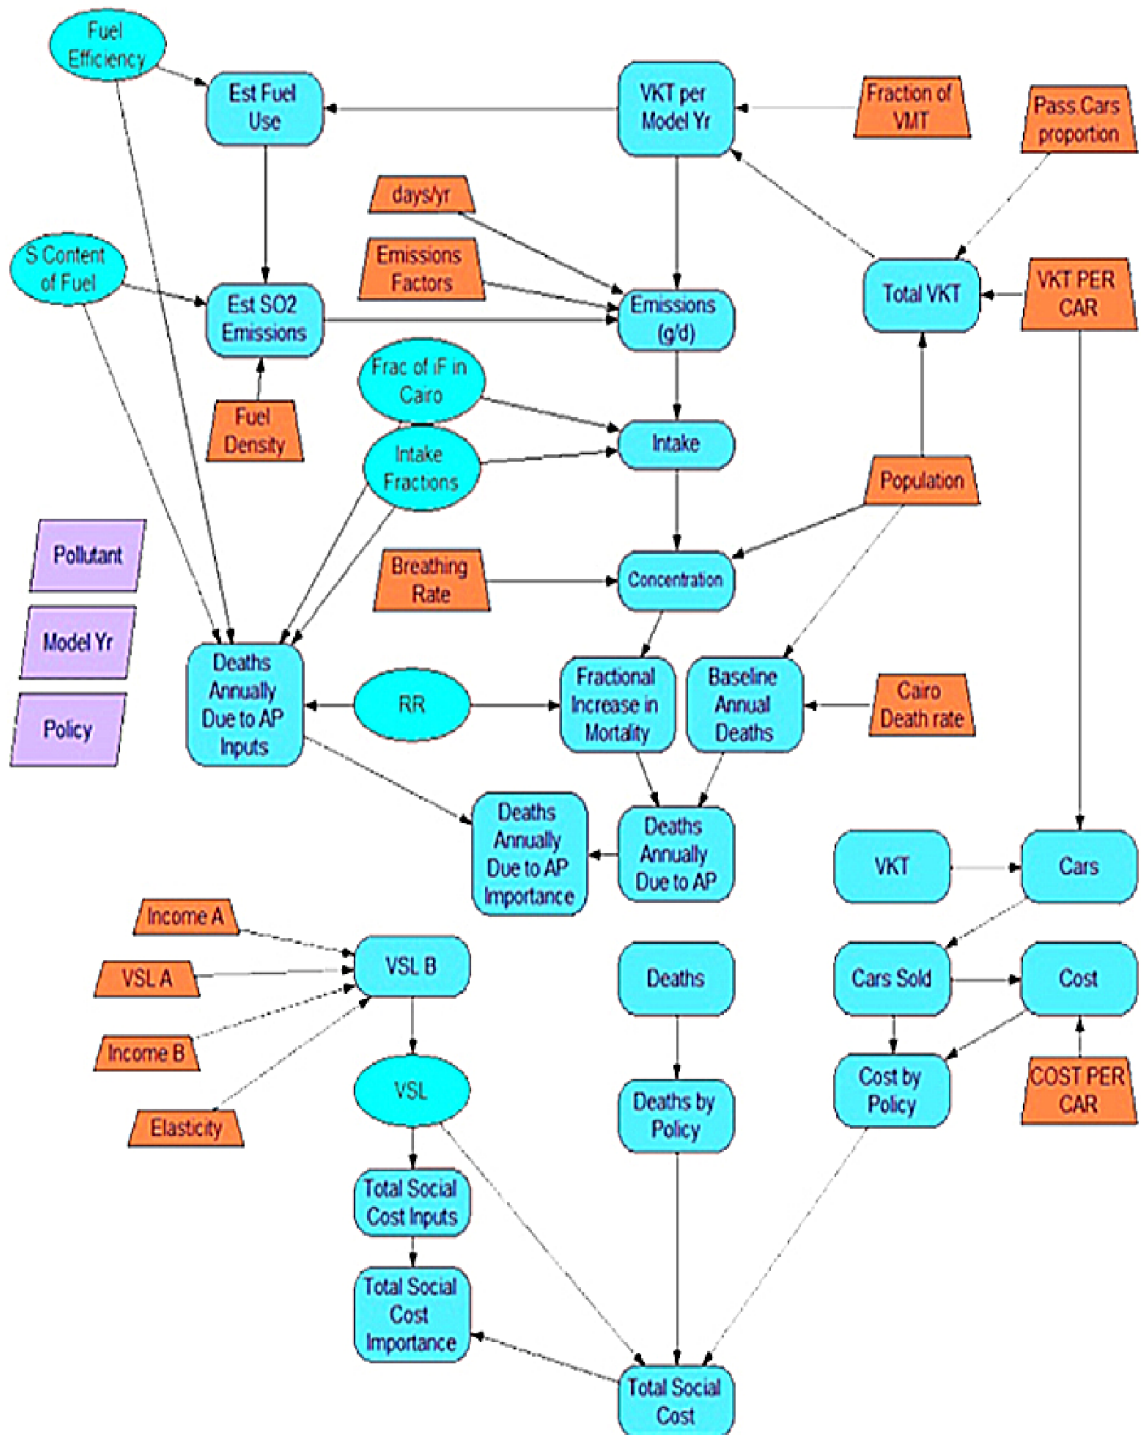 Fuel
Efficiency
Est Fuel
Use
VKT per
Model Yr
Fraction of
VMT
Pass.Cars
proportion
days/yr
Emissions
Factors
S Content
of Fuel
Est SO2
Emissions
Emissions
(g/d)
Total VKT
VKT PER
CAR
Frac of iF in
Cairo
Fuel
Density
Intake
Intake
Fractions
Population
Pollutant
Breathing
Rate
Concentration
Model Yr
Policy
Deaths
Annually
Due to AP
Inputs
RR
Fractional
Increase in
Mortality
Baseline
Annual
Deaths
Cairo
Death rate
Deaths
Annually
Due to AP
Importance
Deaths
Annually
Due to AP
VKT
Cars
Income A
VSL A
Income B
Elasticity
VSL B
Deaths
Cars Sold
Cost
VSL
Deaths by
Policy
Cost by
Policy
COST PER
CAR
Total Social
Cost Inputs
Total Social
Cost
Importance
Total Social
Cost